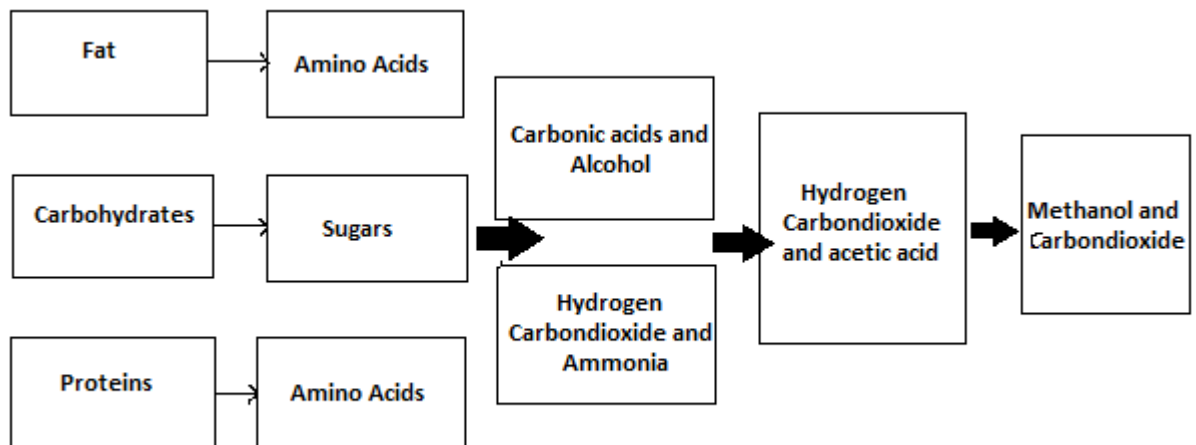 Fat
Amino Acids
Carbohydrates
Sugars
Proteins
Amino Acids
Carbonic acids and
Alcohol
Hydrogen
Carbondioxide and
Ammonia
Hydrogen
Carbondioxide
and acetic acid
Methanol and
Carbondioxide